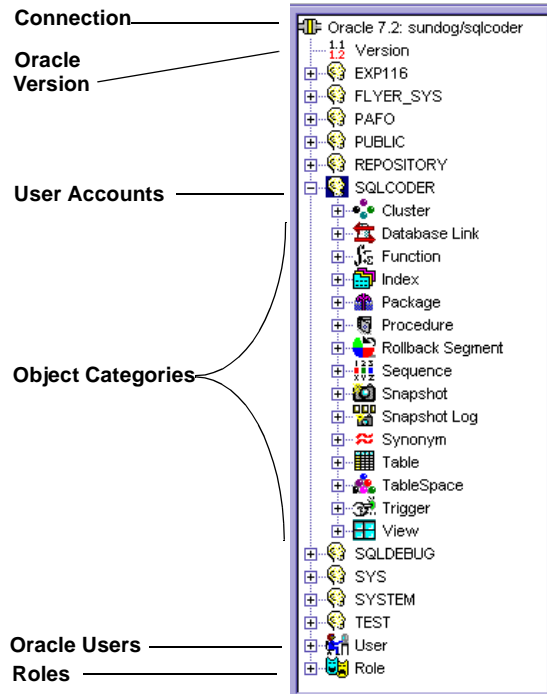 Connection
Oracle
Version
User Accounts
Object Categories
Oracle Users
Roles
Oracle 7.2: sundog/sqlcoder
1.1
1.2 Version
EXP116
FLYER_SYS
PAFO
PUBLIC
REPOSITORY
SQLCODER
Cluster
Database Link
Function
Index
Package
Procedure
Rollback Segment
123
XYZ Sequence
Snapshot
Snapshot Log
Synonym
Table
TableSpace
Trigger
View
SQLDEBUG
SYS
SYSTEM
TEST
User
Role